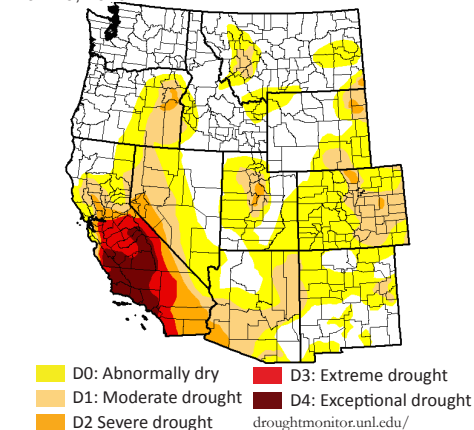 D0: Abnormally dry
D1: Moderate drought
D2 Severe drought
D3: Extreme drought
D4: Exceptional drought
droughtmonitor.unl.edu/